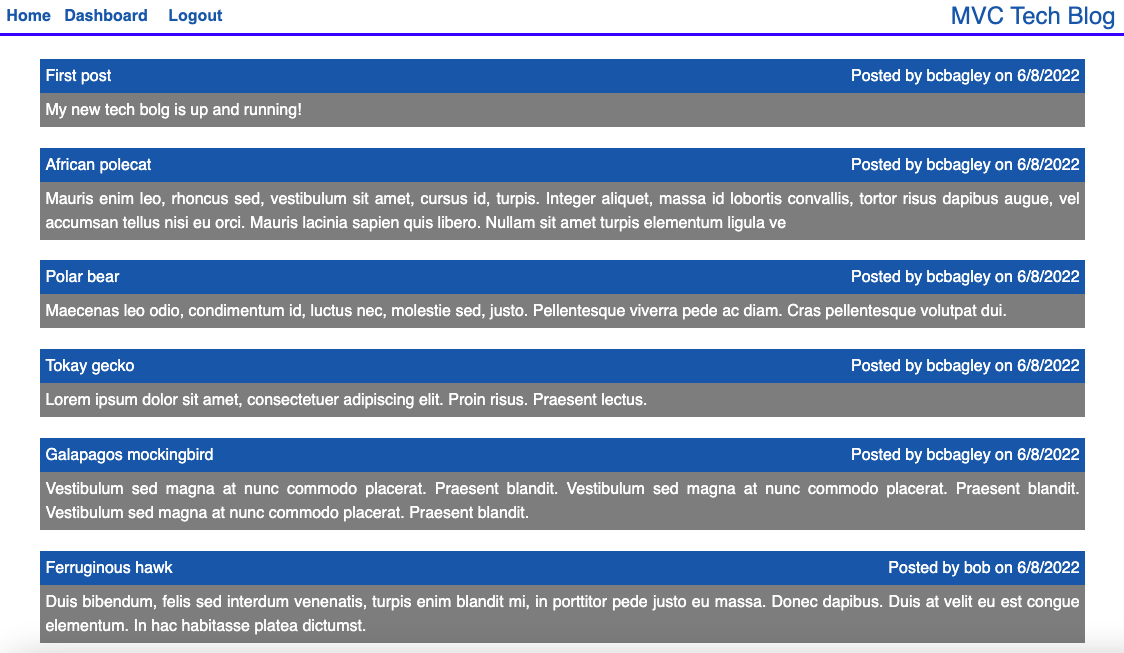 Home Dashboard Logout MVC Tech Blog
First post Posted by bcbagley on 6/8/2022
My new tech bolg is up and running!
African polecat Posted by bcbagley on 6/8/2022
Mauris enim leo, rhoncus sed, vestibulum sit amet, cursus id, turpis. Integer aliquet, massa id lobortis convallis, tortor risus dapibus augue, vel
accumsan tellus nisi eu orci. Mauris lacinia sapien quis libero. Nullam sit amet turpis elementum ligula ve
Polar bear Posted by bcbagley on 6/8/2022
Maecenas leo odio, condimentum id, luctus nec, molestie sed, justo. Pellentesque viverra pede ac diam. Cras pellentesque volutpat dui.
Tokay gecko Posted by bcbagley on 6/8/2022
Lorem ipsum dolor sit amet, consectetuer adipiscing elit. Proin risus. Praesent lectus.
Galapagos mockingbird Posted by bcbagley on 6/8/2022
Vestibulum sed magna at nunc commodo placerat. Praesent blandit. Vestibulum sed magna at nunc commodo placerat. Praesent blandit.
Vestibulum sed magna at nunc commodo placerat. Praesent blandit.
Ferruginous hawk Posted by bob on 6/8/2022
Duis bibendum, felis sed interdum venenatis, turpis enim blandit mi, in porttitor pede justo eu massa. Donec dapibus. Duis at velit eu est congue
elementum. In hac habitasse platea dictumst.